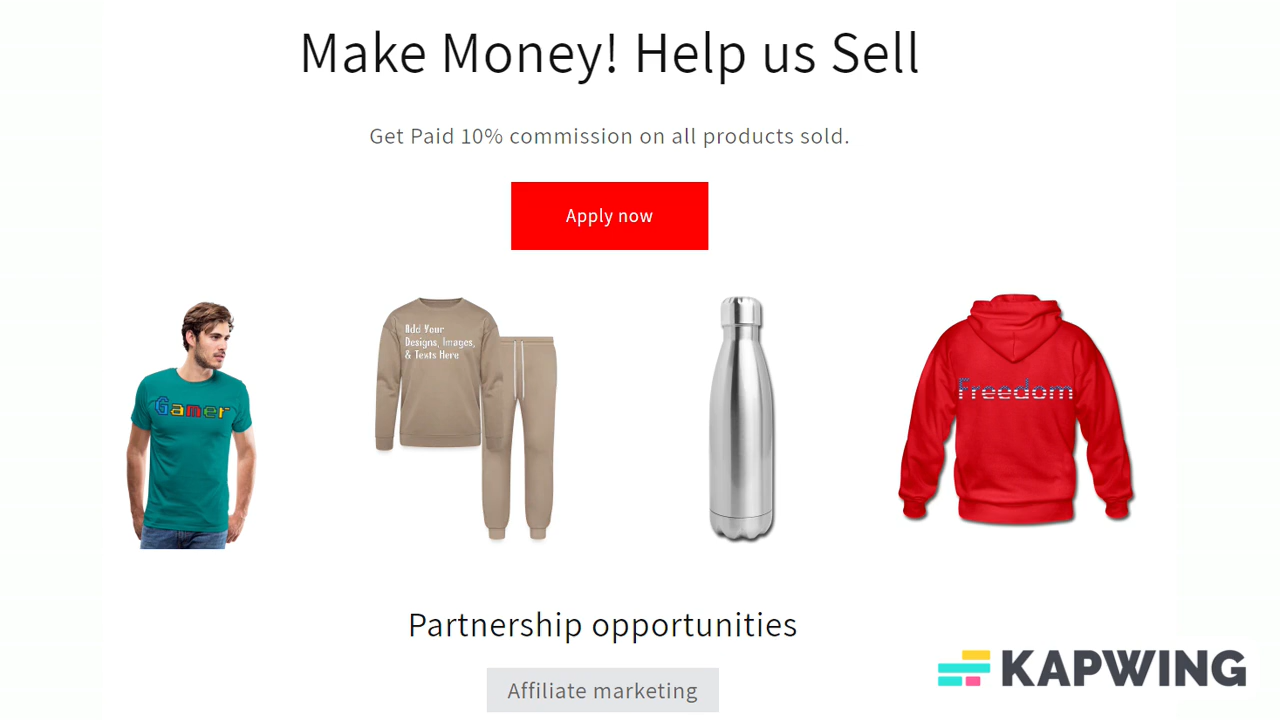 Make Money! Help us Sell
Get Paid 10% commission on all products sold.
Apply now
Gamer
Add Your
Designs, Images,
& Texts Here
Freedom
Partnership opportunities
Affiliate marketing
KAPWING